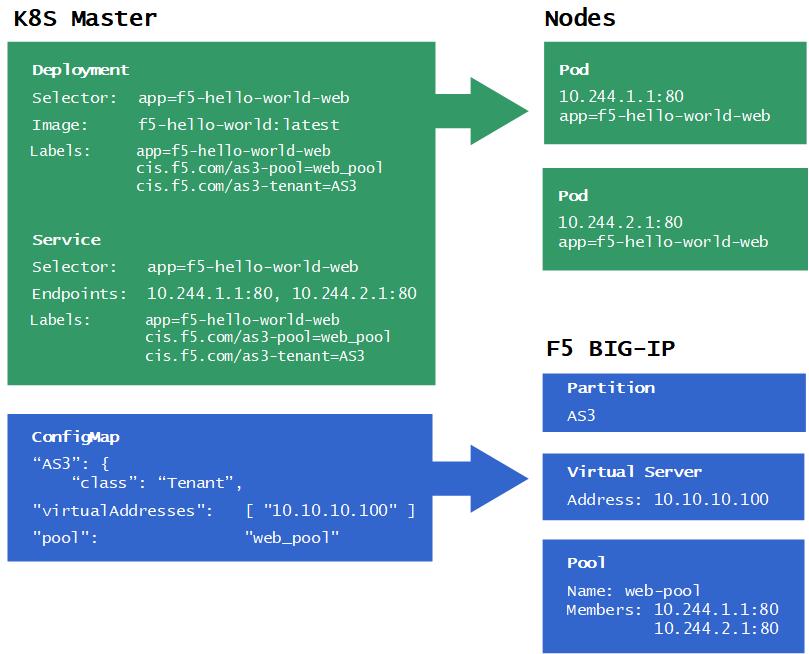 K8S Master
Deployment
Selector: app=f5-hello-world-web
Image: f5-hello-world:latest
Labels: app=f5-hello-world-web
cis.f5.com/as3-pool=web_pool
cis.f5.com/as3-tenant=AS3
Service
Selector: app=f5-hello-world-web
Endpoints: 10.244.1.1:80, 10.244.2.1:80
Labels: app=f5-hello-world-web
cis.f5.com/as3-pool=web_pool
cis.f5.com/as3-tenant=AS3
ConfigMap
“AS3”: {
“class”: “Tenant”,
"virtualAddresses": [ "10.10.10.100" ]
"pool": "web_pool"
Nodes
Pod
10.244.1.1:80
app=f5-hello-world-web
Pod
10.244.2.1:80
app=f5-hello-world-web
F5 BIG-IP
Partition
AS3
Virtual Server
Address: 10.10.10.100
Pool
Name: web-pool
Members: 10.244.1.1:80
10.244.2.1:80